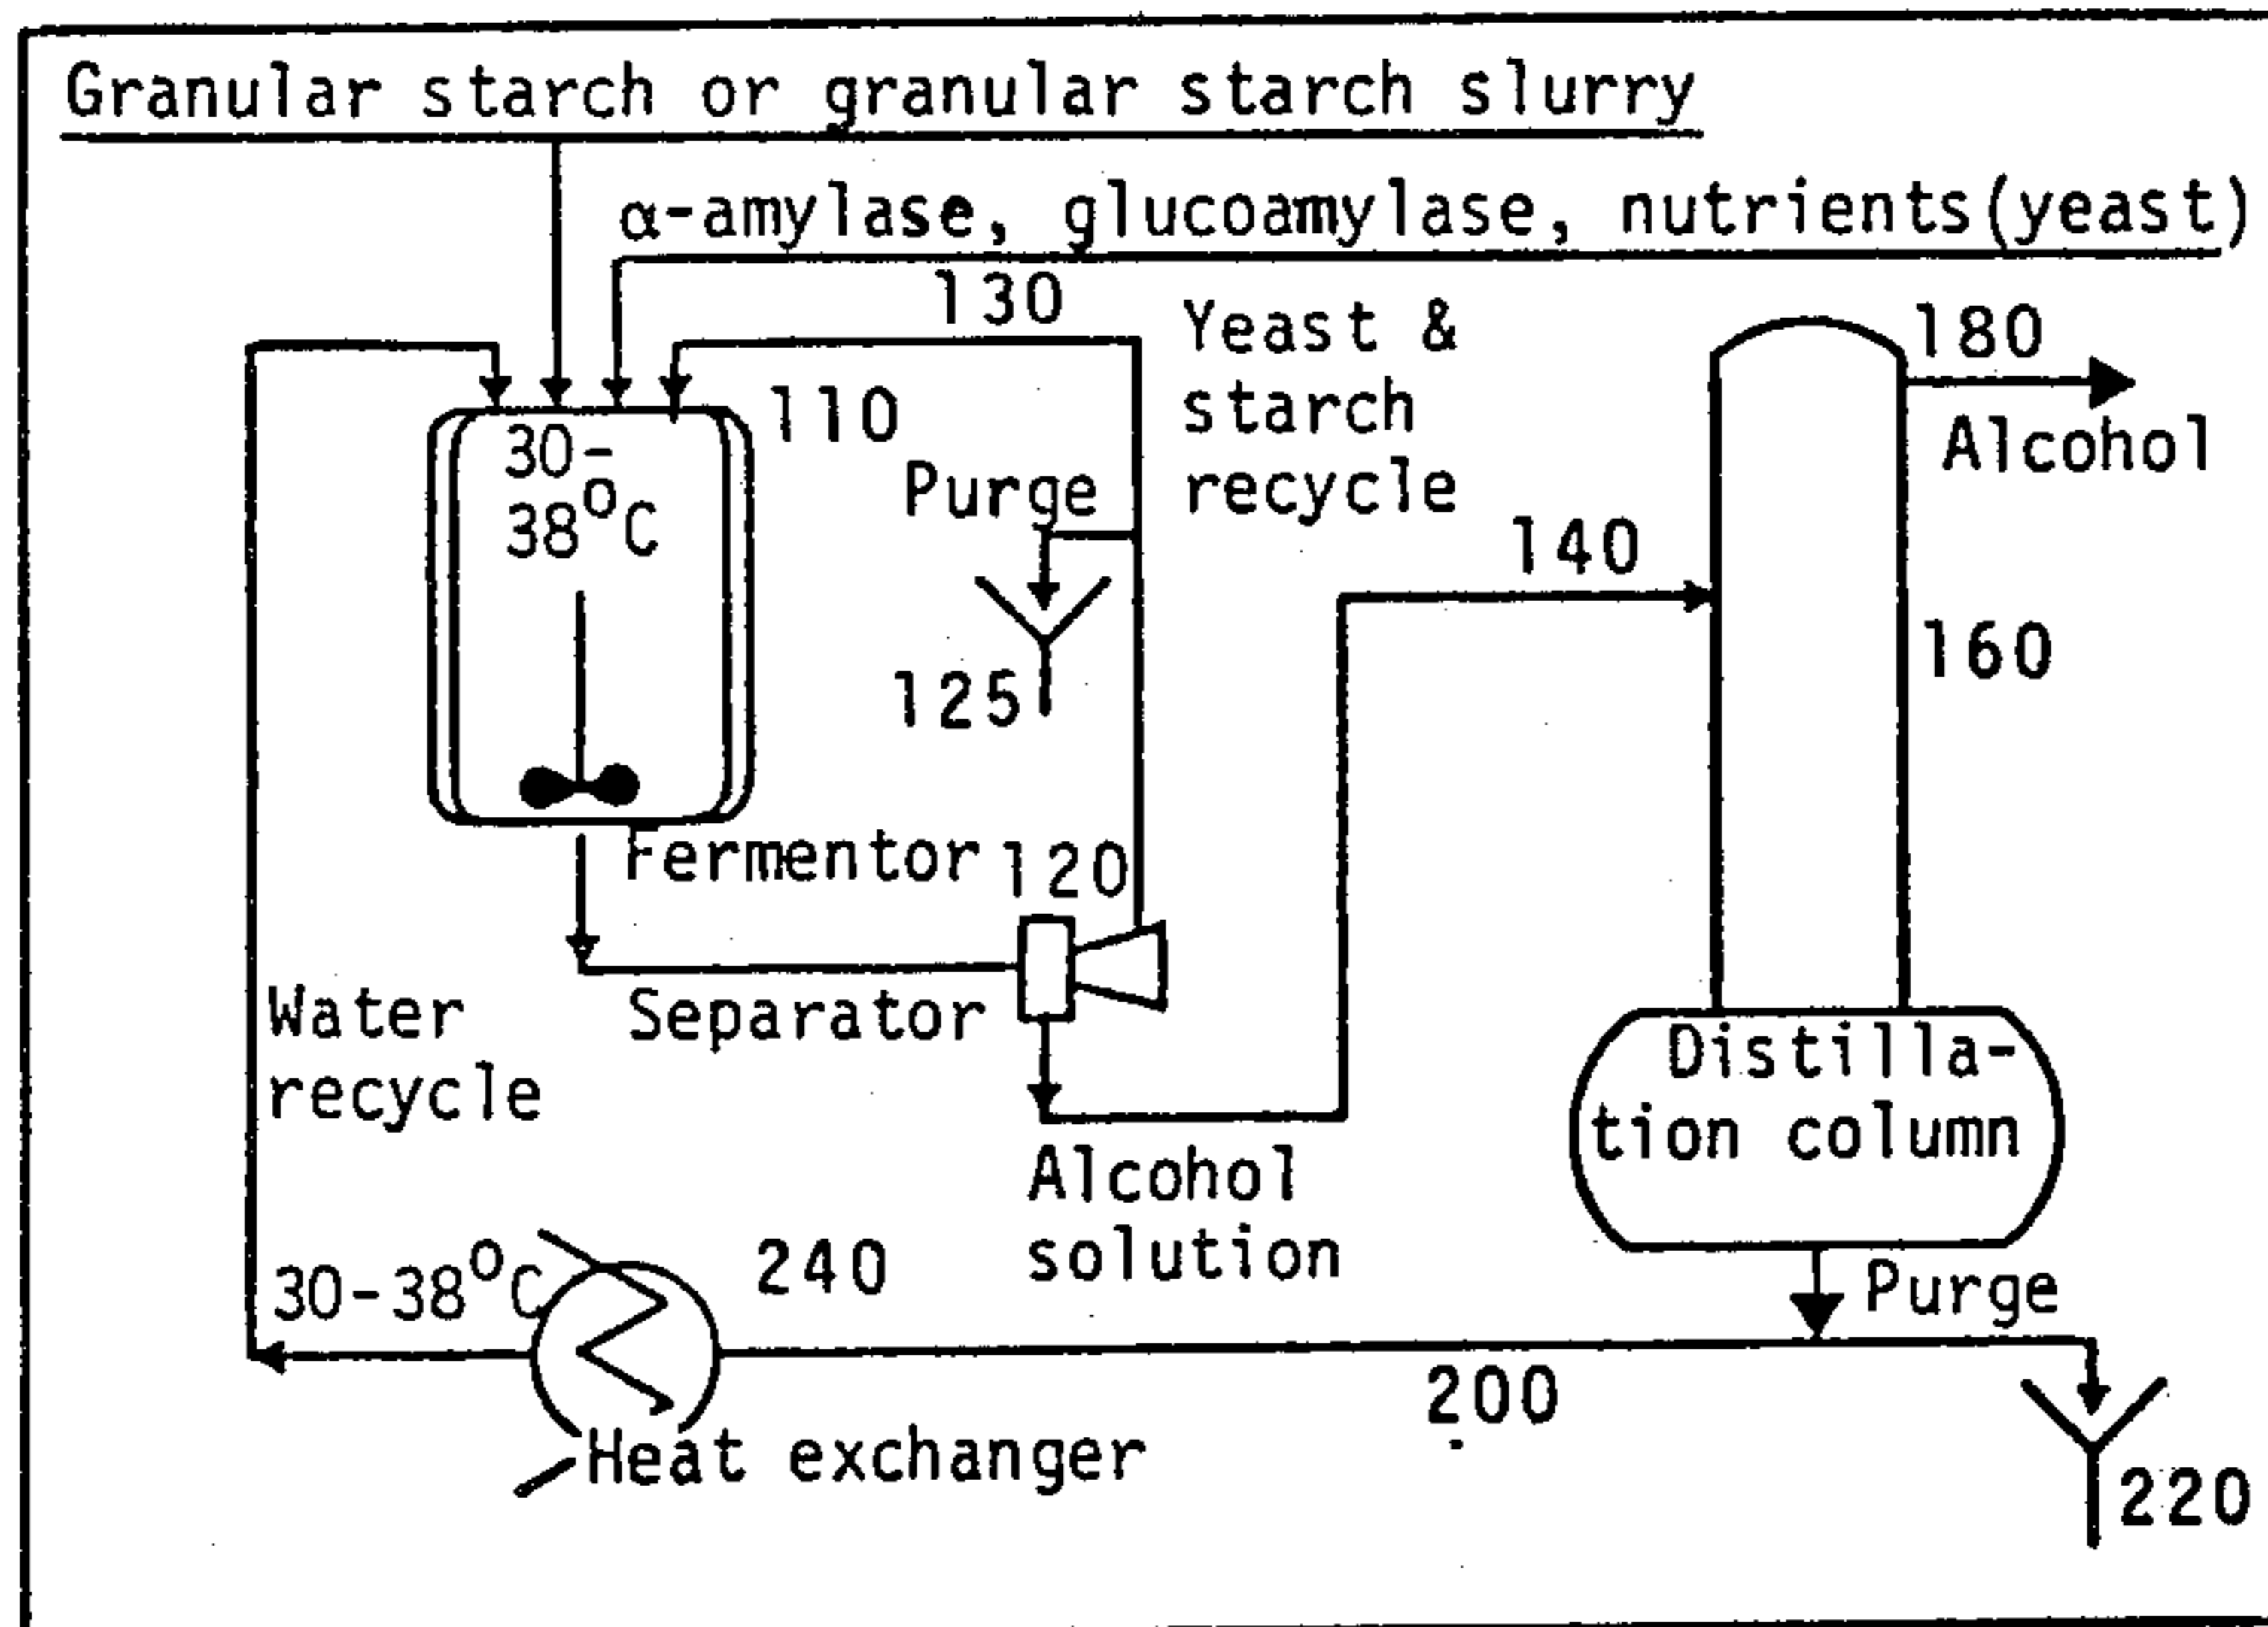 Granular starch or granular starch slurry
α-amylase, glucoamylase, nutrients(yeast)
130
Yeast &
starch
recycle
180
Alcohol
110
30-
38°C
Purge
140
125
160
Fermentor
120
Water
recycle
Separator
Distilla-
tion column
Alcohol
solution
30-38°C
240
Purge
200
Heat exchanger
220